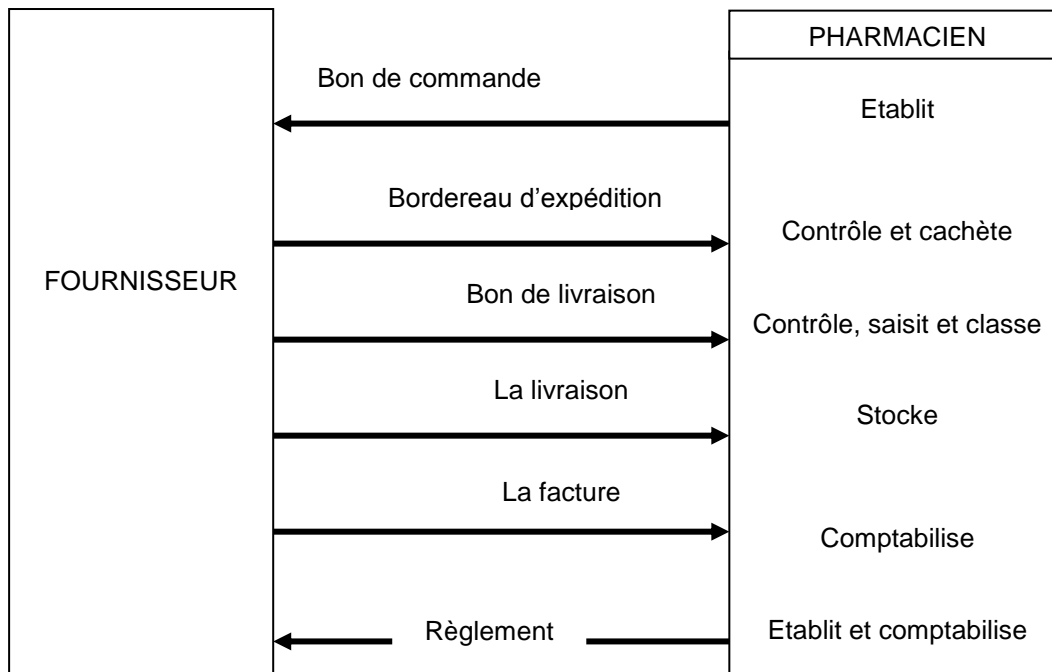 PHARMACIEN
Bon de commande
Etablit
Bordereau d'expédition
Contrôle et cachète
FOURNISSEUR
Bon de livraison
Contrôle, saisit et classe
La livraison
Stocke
La facture
Comptabilise
Règlement
Etablit et comptabilise